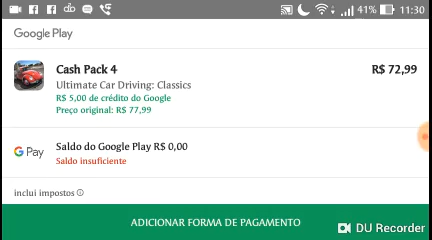 41% 11:30
Google Play
Cash Pack 4 R$ 72,99
Ultimate Car Driving: Classics
R$ 5,00 de crédito do Google
Preço original: R$ 77,99
G Pay Saldo do Google Play R$ 0,00
Saldo insuficiente
inclui impostos
ADICIONAR FORMA DE PAGAMENTO
DU Recorder